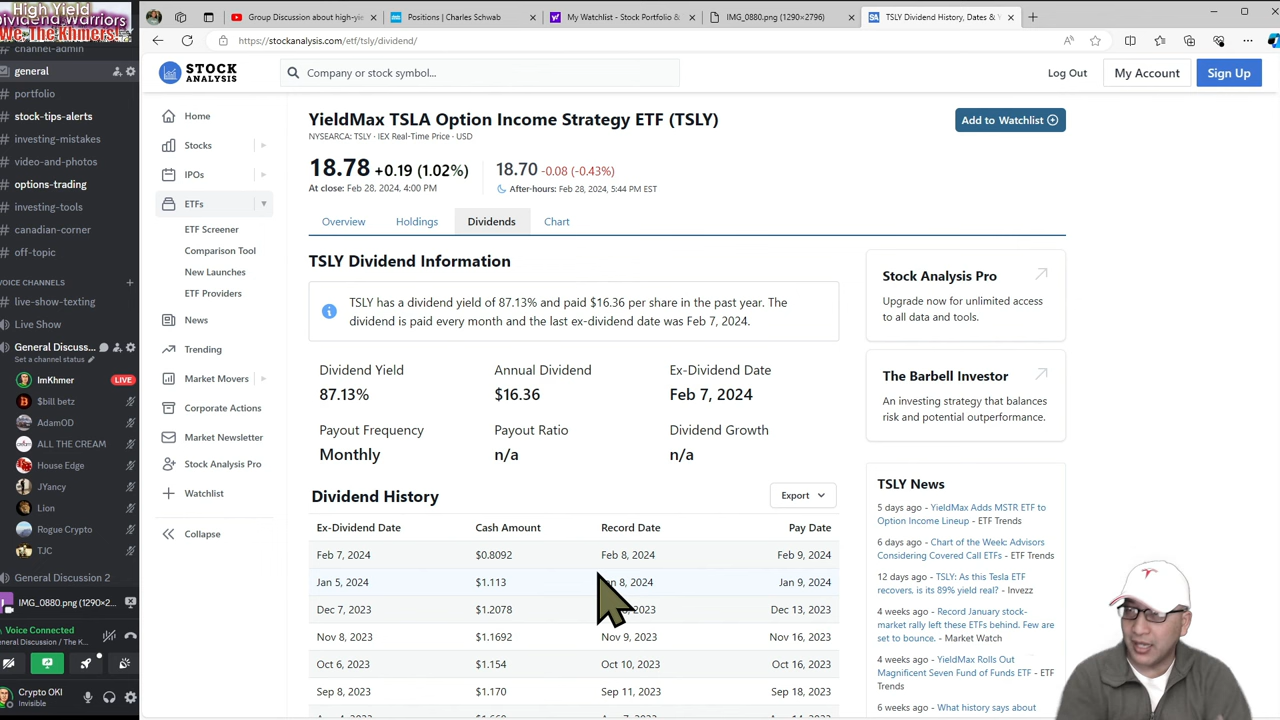 High Yield
Dividend Warriors
We The Khmers!
channel-admin
general
portfolio
stock-tips-alerts
investing-mistakes
video-and-photos
options-trading
investing-tools
canadian-corner
off-topic
VOICE CHANNELS
live-show-texting
Live Show
General Discuss...
Set a channel status
ImKhmer LIVE
$bill betz
AdamOD
ALL THE CREAM
House Edge
JYancy
Lion
Rogue Crypto
TJC
General Discussion 2
IMG_0880.png (1290×2...
Voice Connected
General Discussion / The K...
Crypto OKI
Invisible
Group Discussion about high-yie
Positions | Charles Schwab
My Watchlist - Stock Portfolio &
IMG_0880.png (1290×2796)
TSLY Dividend History, Dates & Y
https://stockanalysis.com/etf/tsly/dividend/
STOCK
ANALYSIS
Company or stock symbol...
Log Out
My Account
Sign Up
Home
Stocks
IPOs
ETFs
ETF Screener
Comparison Tool
New Launches
ETF Providers
News
Trending
Market Movers
Corporate Actions
Market Newsletter
Stock Analysis Pro
Watchlist
Collapse
YieldMax TSLA Option Income Strategy ETF (TSLY)
NYSEARCA: TSLY · IEX Real-Time Price · USD
Add to Watchlist
18.78 +0.19 (1.02%)
At close: Feb 28, 2024, 4:00 PM
18.70 -0.08 (-0.43%)
After-hours: Feb 28, 2024, 5:44 PM EST
Overview Holdings Dividends Chart
TSLY Dividend Information
TSLY has a dividend yield of 87.13% and paid $16.36 per share in the past year. The
dividend is paid every month and the last ex-dividend date was Feb 7, 2024.
Dividend Yield Annual Dividend Ex-Dividend Date
87.13% $16.36 Feb 7, 2024
Payout Frequency Payout Ratio Dividend Growth
Monthly n/a n/a
Dividend History
Export
Ex-Dividend Date Cash Amount Record Date Pay Date
Feb 7, 2024 $0.8092 Feb 8, 2024 Feb 9, 2024
Jan 5, 2024 $1.113 8, 2024 Jan 9, 2024
Dec 7, 2023 $1.2078 2023 Dec 13, 2023
Nov 8, 2023 $1.1692 Nov 9, 2023 Nov 16, 2023
Oct 6, 2023 $1.154 Oct 10, 2023 Oct 16, 2023
Sep 8, 2023 $1.170 Sep 11, 2023 Sep 18, 2023
Stock Analysis Pro
Upgrade now for unlimited access
to all data and tools.
The Barbell Investor
An investing strategy that balances
risk and potential outperformance.
TSLY News
5 days ago - YieldMax Adds MSTR ETF to
Option Income Lineup - ETF Trends
6 days ago - Chart of the Week: Advisors
Considering Covered Call ETFs - ETF Trends
12 days ago - TSLY: As this Tesla ETF
recovers, is its 89% yield real? - Invezz
4 weeks ago - Record January stock-
market rally left these ETFs behind. Few are
set to bounce. - Market Watch
4 weeks ago - YieldMax Rolls Out
Magnificent Seven Fund of Funds ETF - ETF
Trends
6 weeks ago - What history says about